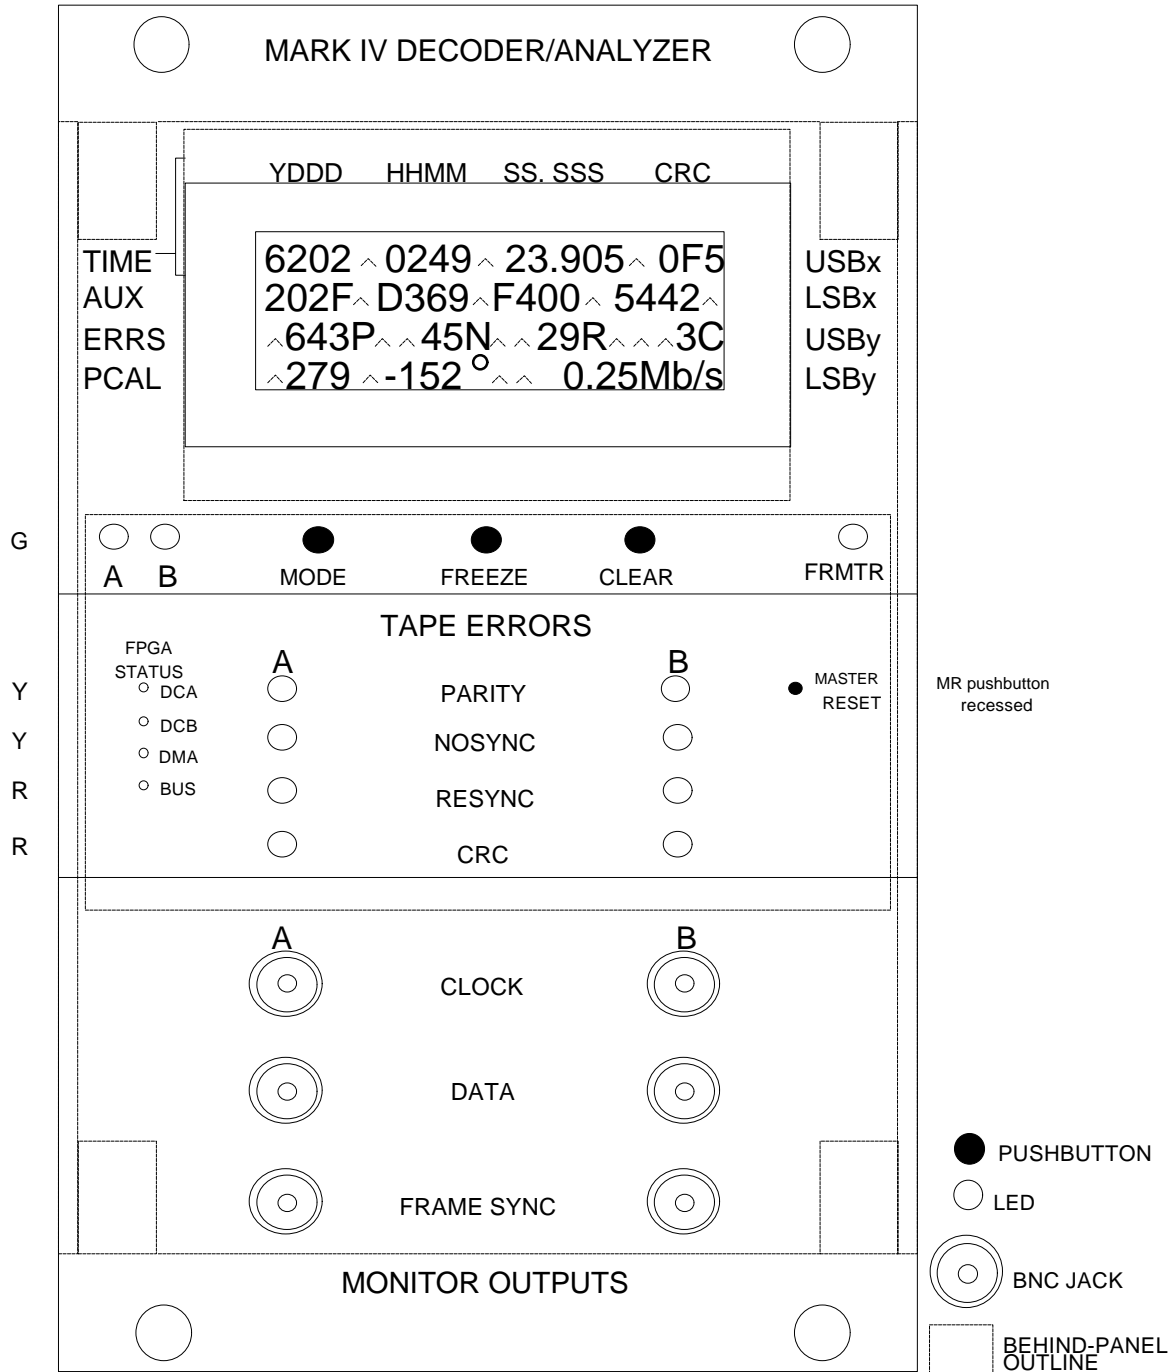 MARK IV DECODER/ANALYZER
YDDD HHMM SS. SSS CRC
TIME 6202 ^ 0249 ^ 23.905 ^ 0F5 USBx
AUX 202F ^ D369 ^ F400 ^ 5442 ^ LSBx
ERRS ^ 643P ^ ^ 45N ^ ^ 29R ^ ^ ^ 3C USBy
PCAL ^ 279 ^ -152 ° ^ ^ 0.25Mb/s LSBy
G
A B MODE FREEZE CLEAR FRMTR
TAPE ERRORS
FPGA
STATUS
A B
Y DCA PARITY MASTER
RESET
MR pushbutton
recessed
Y DCB NOSYNC
DMA
R BUS RESYNC
R CRC
A B
CLOCK
DATA
FRAME SYNC
MONITOR OUTPUTS
PUSHBUTTON
LED
BNC JACK
BEHIND-PANEL
OUTLINE